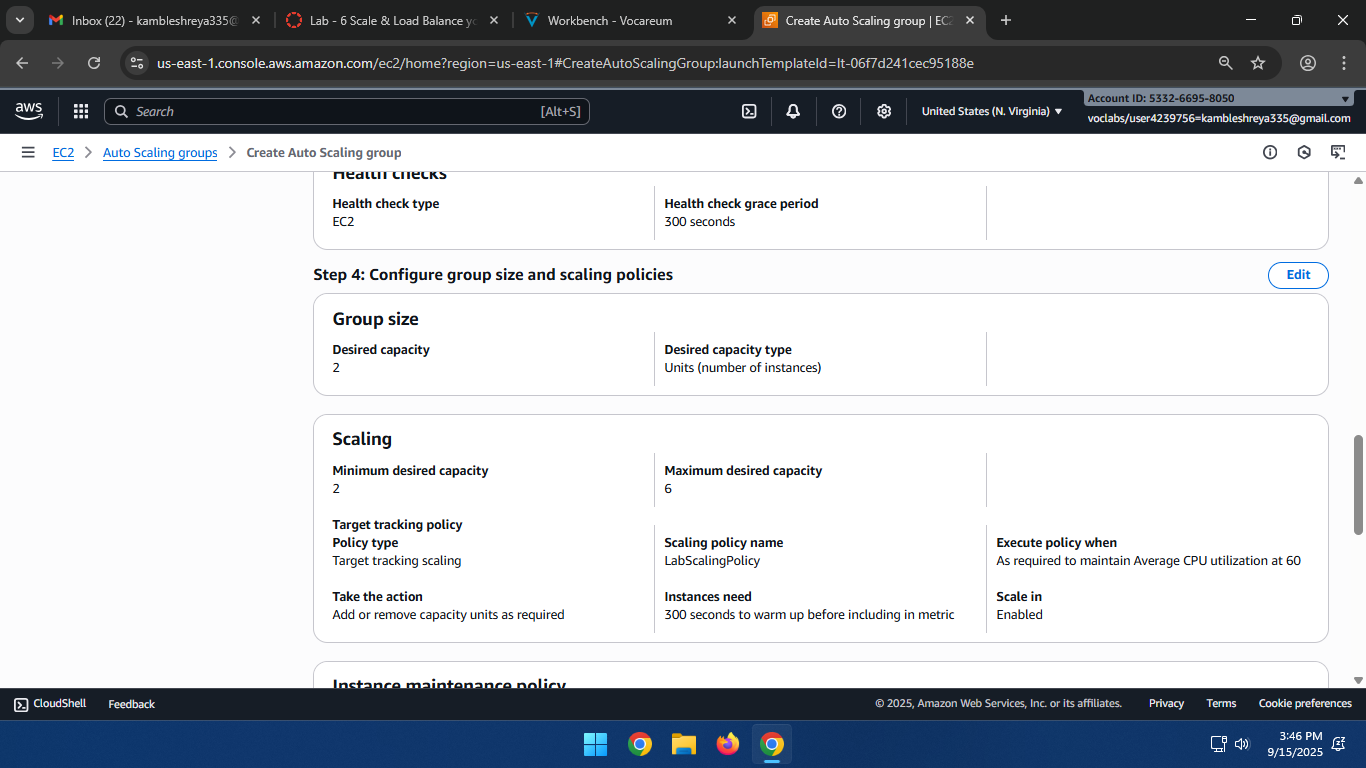 Inbox (22) - kambleshreya335@
Lab - 6 Scale & Load Balance yo
Workbench - Vocareum
Create Auto Scaling group | EC2
us-east-1.console.aws.amazon.com/ec2/home?region=us-east-1#CreateAutoScalingGroup:launchTemplateId=lt-06f7d241cec95188e
aws
Search
[Alt+S]
United States (N. Virginia)
Account ID: 5332-6695-8050
voclabs/user4239756=kambleshreya335@gmail.com
EC2
Auto Scaling groups
Create Auto Scaling group
Health checks
Health check type
EC2
Health check grace period
300 seconds
Step 4: Configure group size and scaling policies
Edit
Group size
Desired capacity
2
Desired capacity type
Units (number of instances)
Scaling
Minimum desired capacity
2
Maximum desired capacity
6
Target tracking policy
Policy type
Target tracking scaling
Scaling policy name
LabScalingPolicy
Execute policy when
As required to maintain Average CPU utilization at 60
Take the action
Add or remove capacity units as required
Instances need
300 seconds to warm up before including in metric
Scale in
Enabled
Instance maintenance policy
CloudShell
Feedback
© 2025, Amazon Web Services, Inc. or its affiliates.
Privacy
Terms
Cookie preferences
3:46 PM
9/15/2025